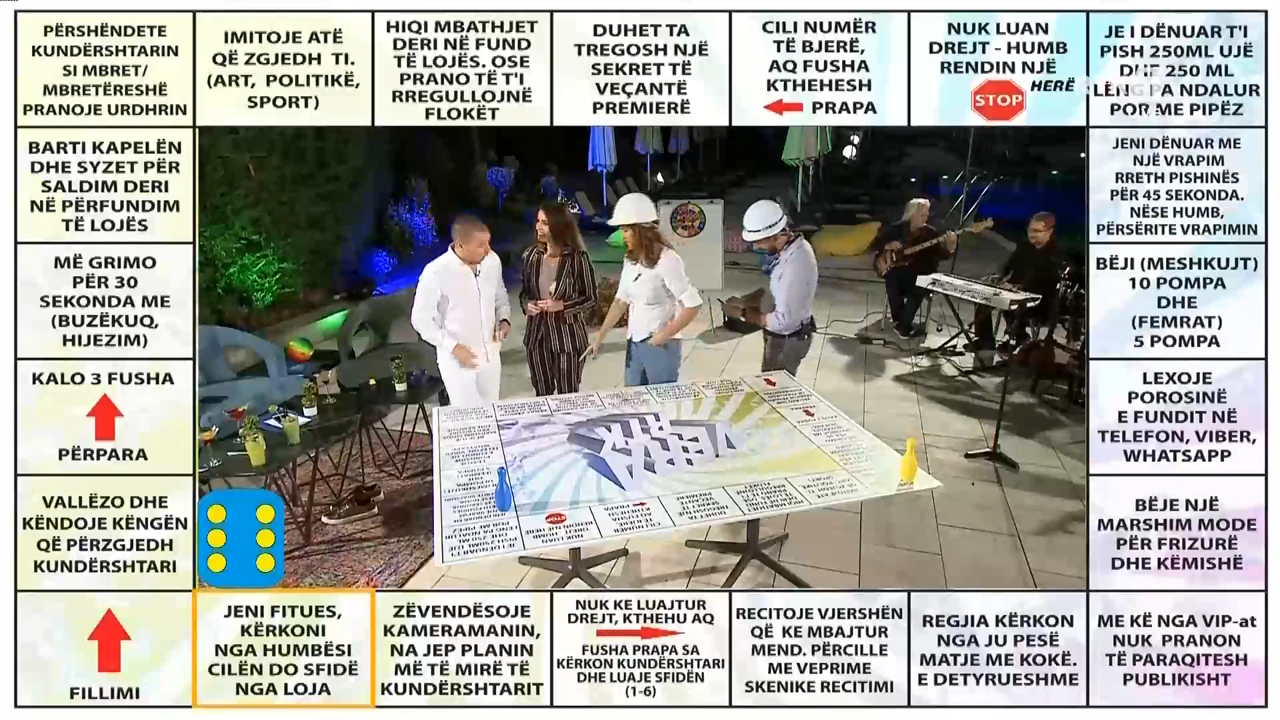 PËRSHËNDETE
KUNDËRSHTARIN
SI MBRET/
MBRETËRESHË
PRANOJE URDHRIN
IMITOJE ATË
QË ZGJEDH TI.
(ART, POLITIKË,
SPORT)
HIQI MBATHJET
DERI NË FUND
TË LOJËS. OSE
PRANO TË T'I
RREGULLOJNË
FLOKËT
DUHET TA
TREGOSH NJË
SEKRET TË
VEÇANTË
PREMIERË
CILI NUMËR
TË BJERË,
AQ FUSHA
KTHEHESH
PRAPA
NUK LUAN
DREJT - HUMB
RENDIN NJË
HERË
STOP
JE I DËNUAR T'I
PISH 250ML UJË
DHE 250 ML
LËNG PA NDALUR
POR ME PIPËZ
BARTI KAPELËN
DHE SYZET PËR
SALDIM DERI
NË PËRFUNDIM
TË LOJËS
JENI DËNUAR ME
NJË VRAPIM
RRETH PISHINËS
PËR 45 SEKONDA.
NËSE HUMB,
PËRSËRITE VRAPIMIN
MË GRIMO
PËR 30
SEKONDA ME
(BUZËKUQ,
HIJEZIM)
BËJI (MESHKUJT)
10 POMPA
DHE
(FEMRAT)
5 POMPA
KALO 3 FUSHA
PËRPARA
LEXOJE
POROSINË
E FUNDIT NË
TELEFON, VIBER,
WHATSAPP
VALLËZO DHE
KËNDOJE KËNGËN
QË PËRZGJEDH
KUNDËRSHTARI
BËJE NJË
MARSHIM MODE
PËR FRIZURË
DHE KËMISHË
FILLIMI
JENI FITUES,
KËRKONI
NGA HUMBËSI
CILËN DO SFIDË
NGA LOJA
ZËVENDËSOJE
KAMERAMANIN,
NA JEP PLANIN
MË TË MIRË TË
KUNDËRSHTARIT
NUK KE LUAJTUR
DREJT, KTHEHU AQ
FUSHA PRAPA SA
KËRKON KUNDËRSHTARI
DHE LUAJE SFIDËN
(1-6)
RECITOJE VJERSHËN
QË KE MBAJTUR
MEND. PËRCILLE
ME VEPRIME
SKENIKE RECITIMI
REGJIA KËRKON
NGA JU PESË
MATJE ME KOKË.
E DETYRUESHME
ME KË NGA VIP-at
NUK PRANON
TË PARAQITESH
PUBLIKISHT